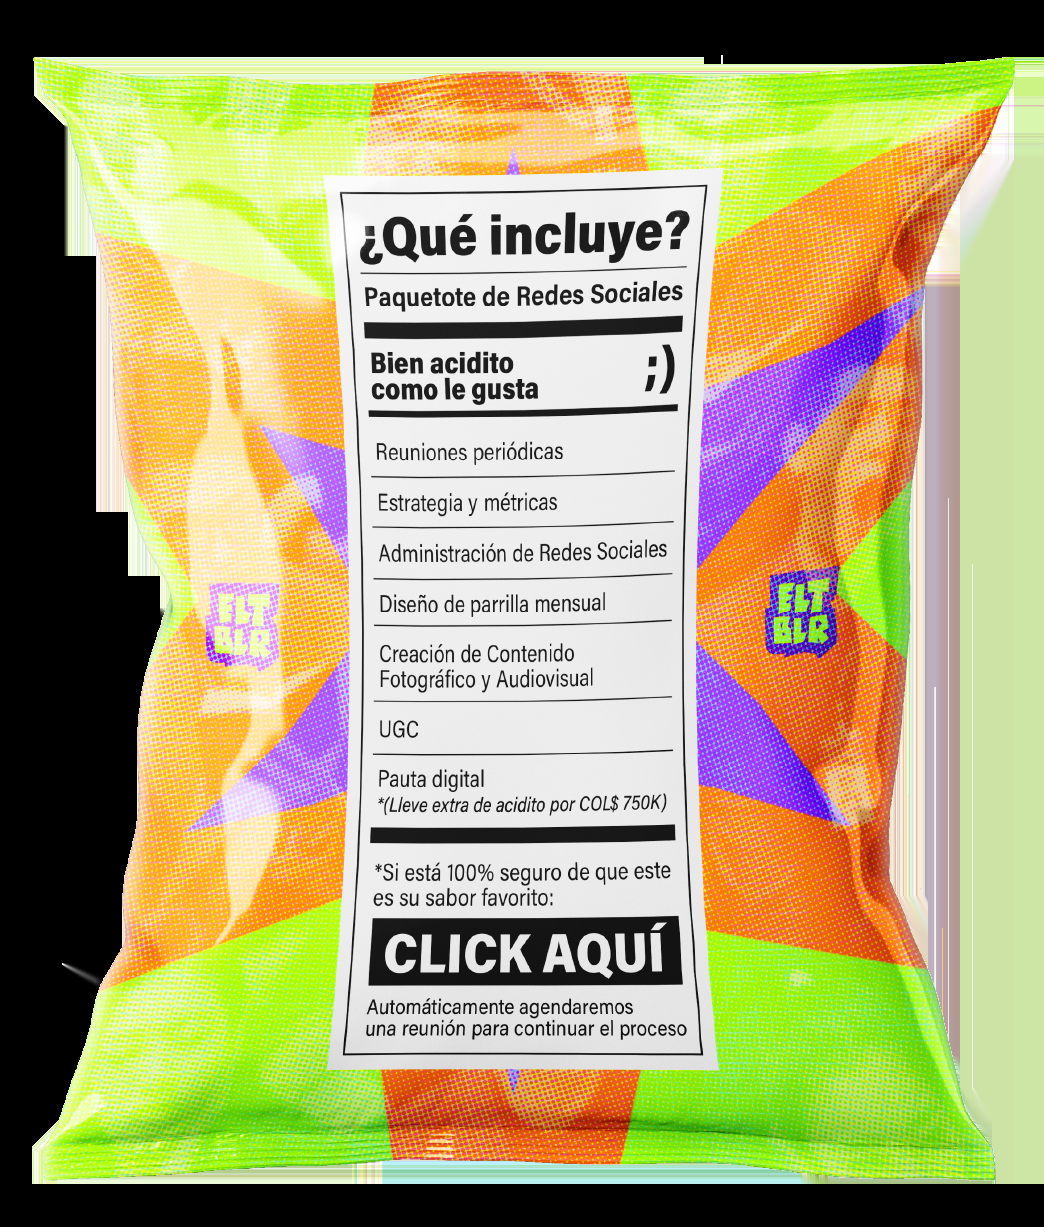 ¿Qué incluye?
Paquetote de Redes Sociales
Bien acidito
como le gusta
;)
Reuniones periódicas
Estrategia y métricas
Administración de Redes Sociales
Diseño de parrilla mensual
Creación de Contenido
Fotográfico y Audiovisual
UGC
Pauta digital
*(Lleve extra de acidito por COL$ 750K)
*Si está 100% seguro de que este
es su sabor favorito:
CLICK AQUÍ
Automáticamente agendaremos
una reunión para continuar el proceso
ELT
BLR
ELT
BLR